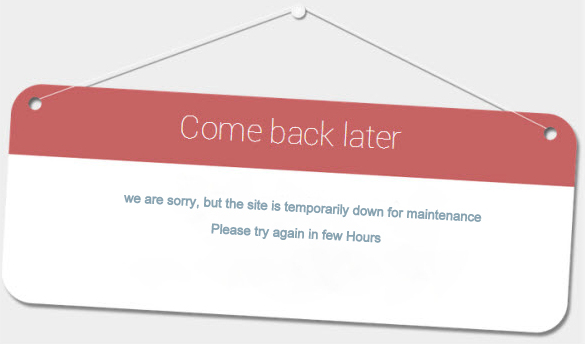 Come back later
we are sorry, but the site is temporarily down for maintenance
Please try again in few Hours